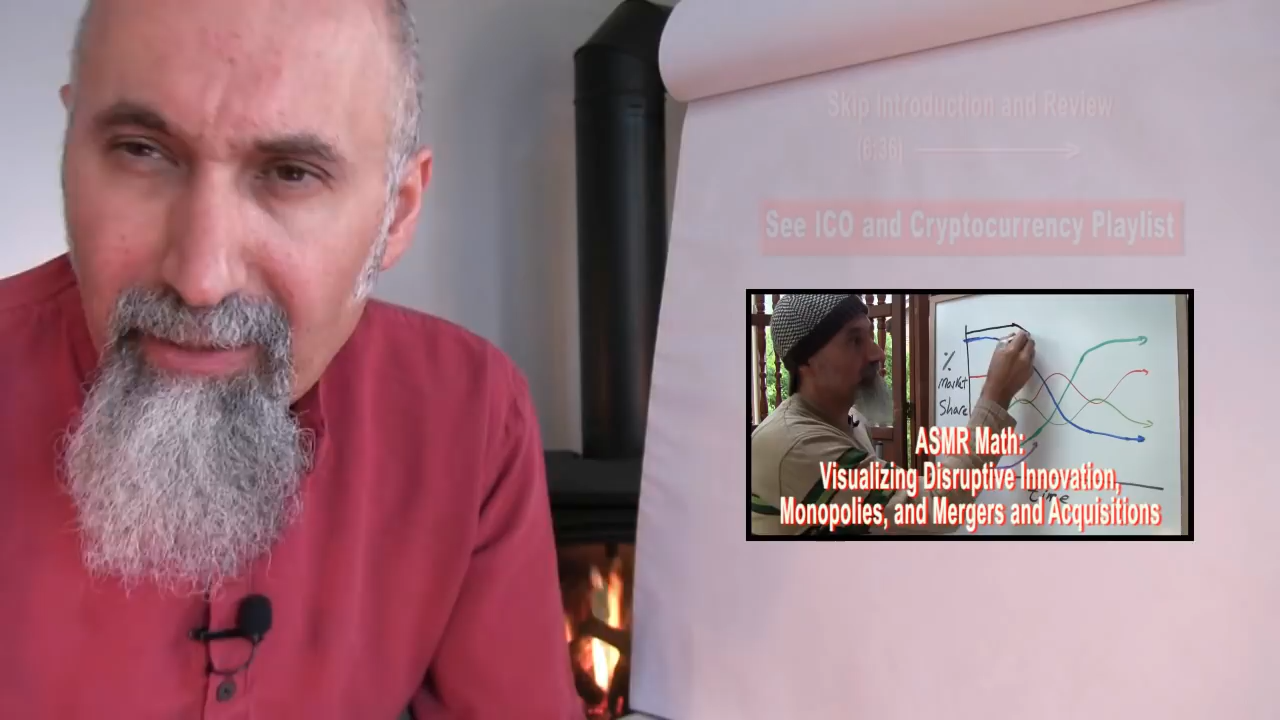 Skip Introduction and Review
(6:36)
See ICO and Cryptocurrency Playlist
%
Market
Share
time
ASMR Math:
Visualizing Disruptive Innovation,
Monopolies, and Mergers and Acquisitions